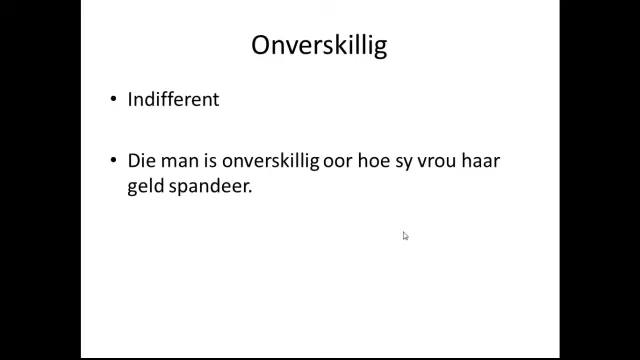 Onverskillig
• Indifferent
• Die man is onverskillig oor hoe sy vrou haar
geld spandeer.